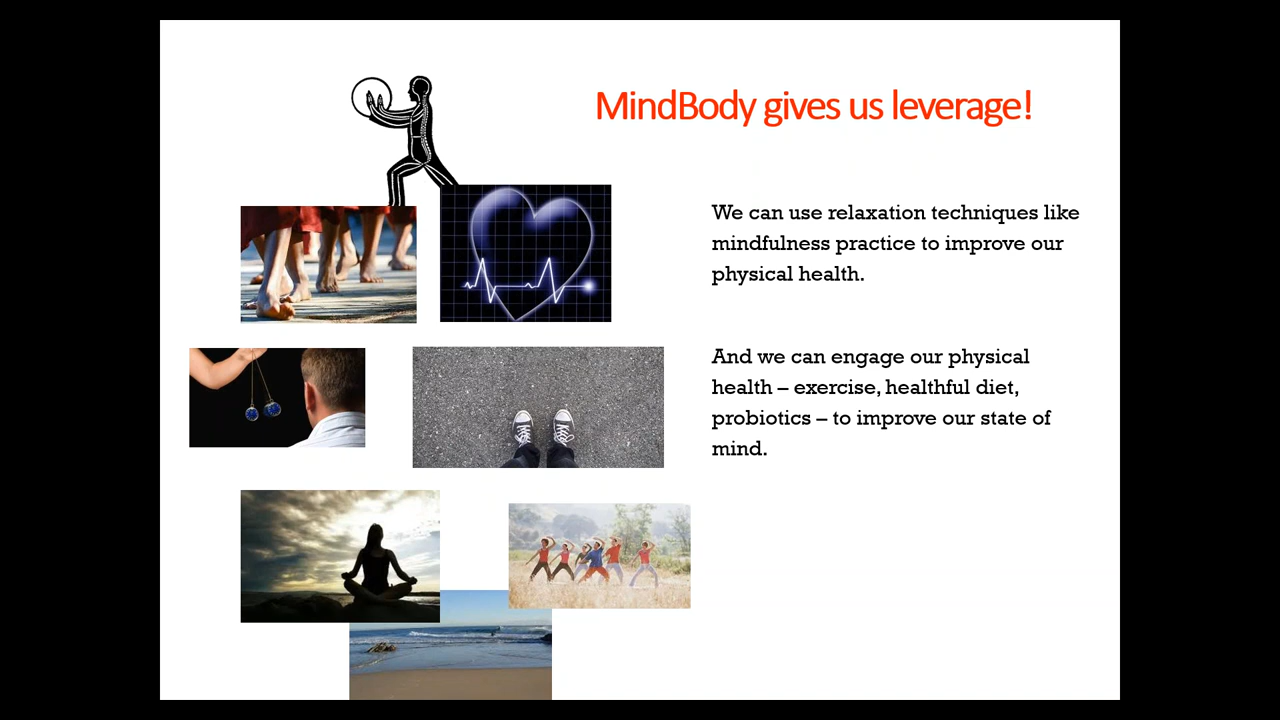 MindBody gives us leverage!
We can use relaxation techniques like
mindfulness practice to improve our
physical health.
And we can engage our physical
health – exercise, healthful diet,
probiotics – to improve our state of
mind.